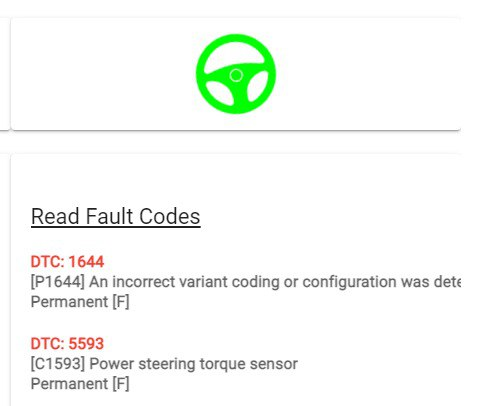 Read Fault Codes
DTC: 1644
[P1644] An incorrect variant coding or configuration was dete
Permanent [F]
DTC: 5593
[C1593] Power steering torque sensor
Permanent [F]